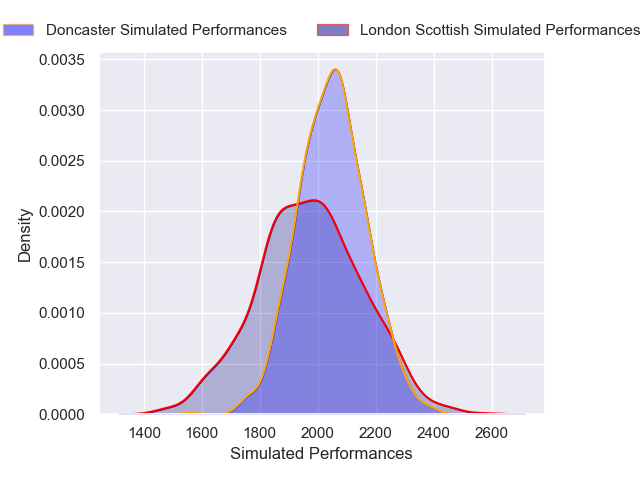 Doncaster Simulated Performances London Scottish Simulated Performances
0.0035
0.0030
0.0025
0.0020
0.0015
0.0010
0.0005
0.0000
Density
1400 1600 1800 2000 2200 2400 2600
Simulated Performances